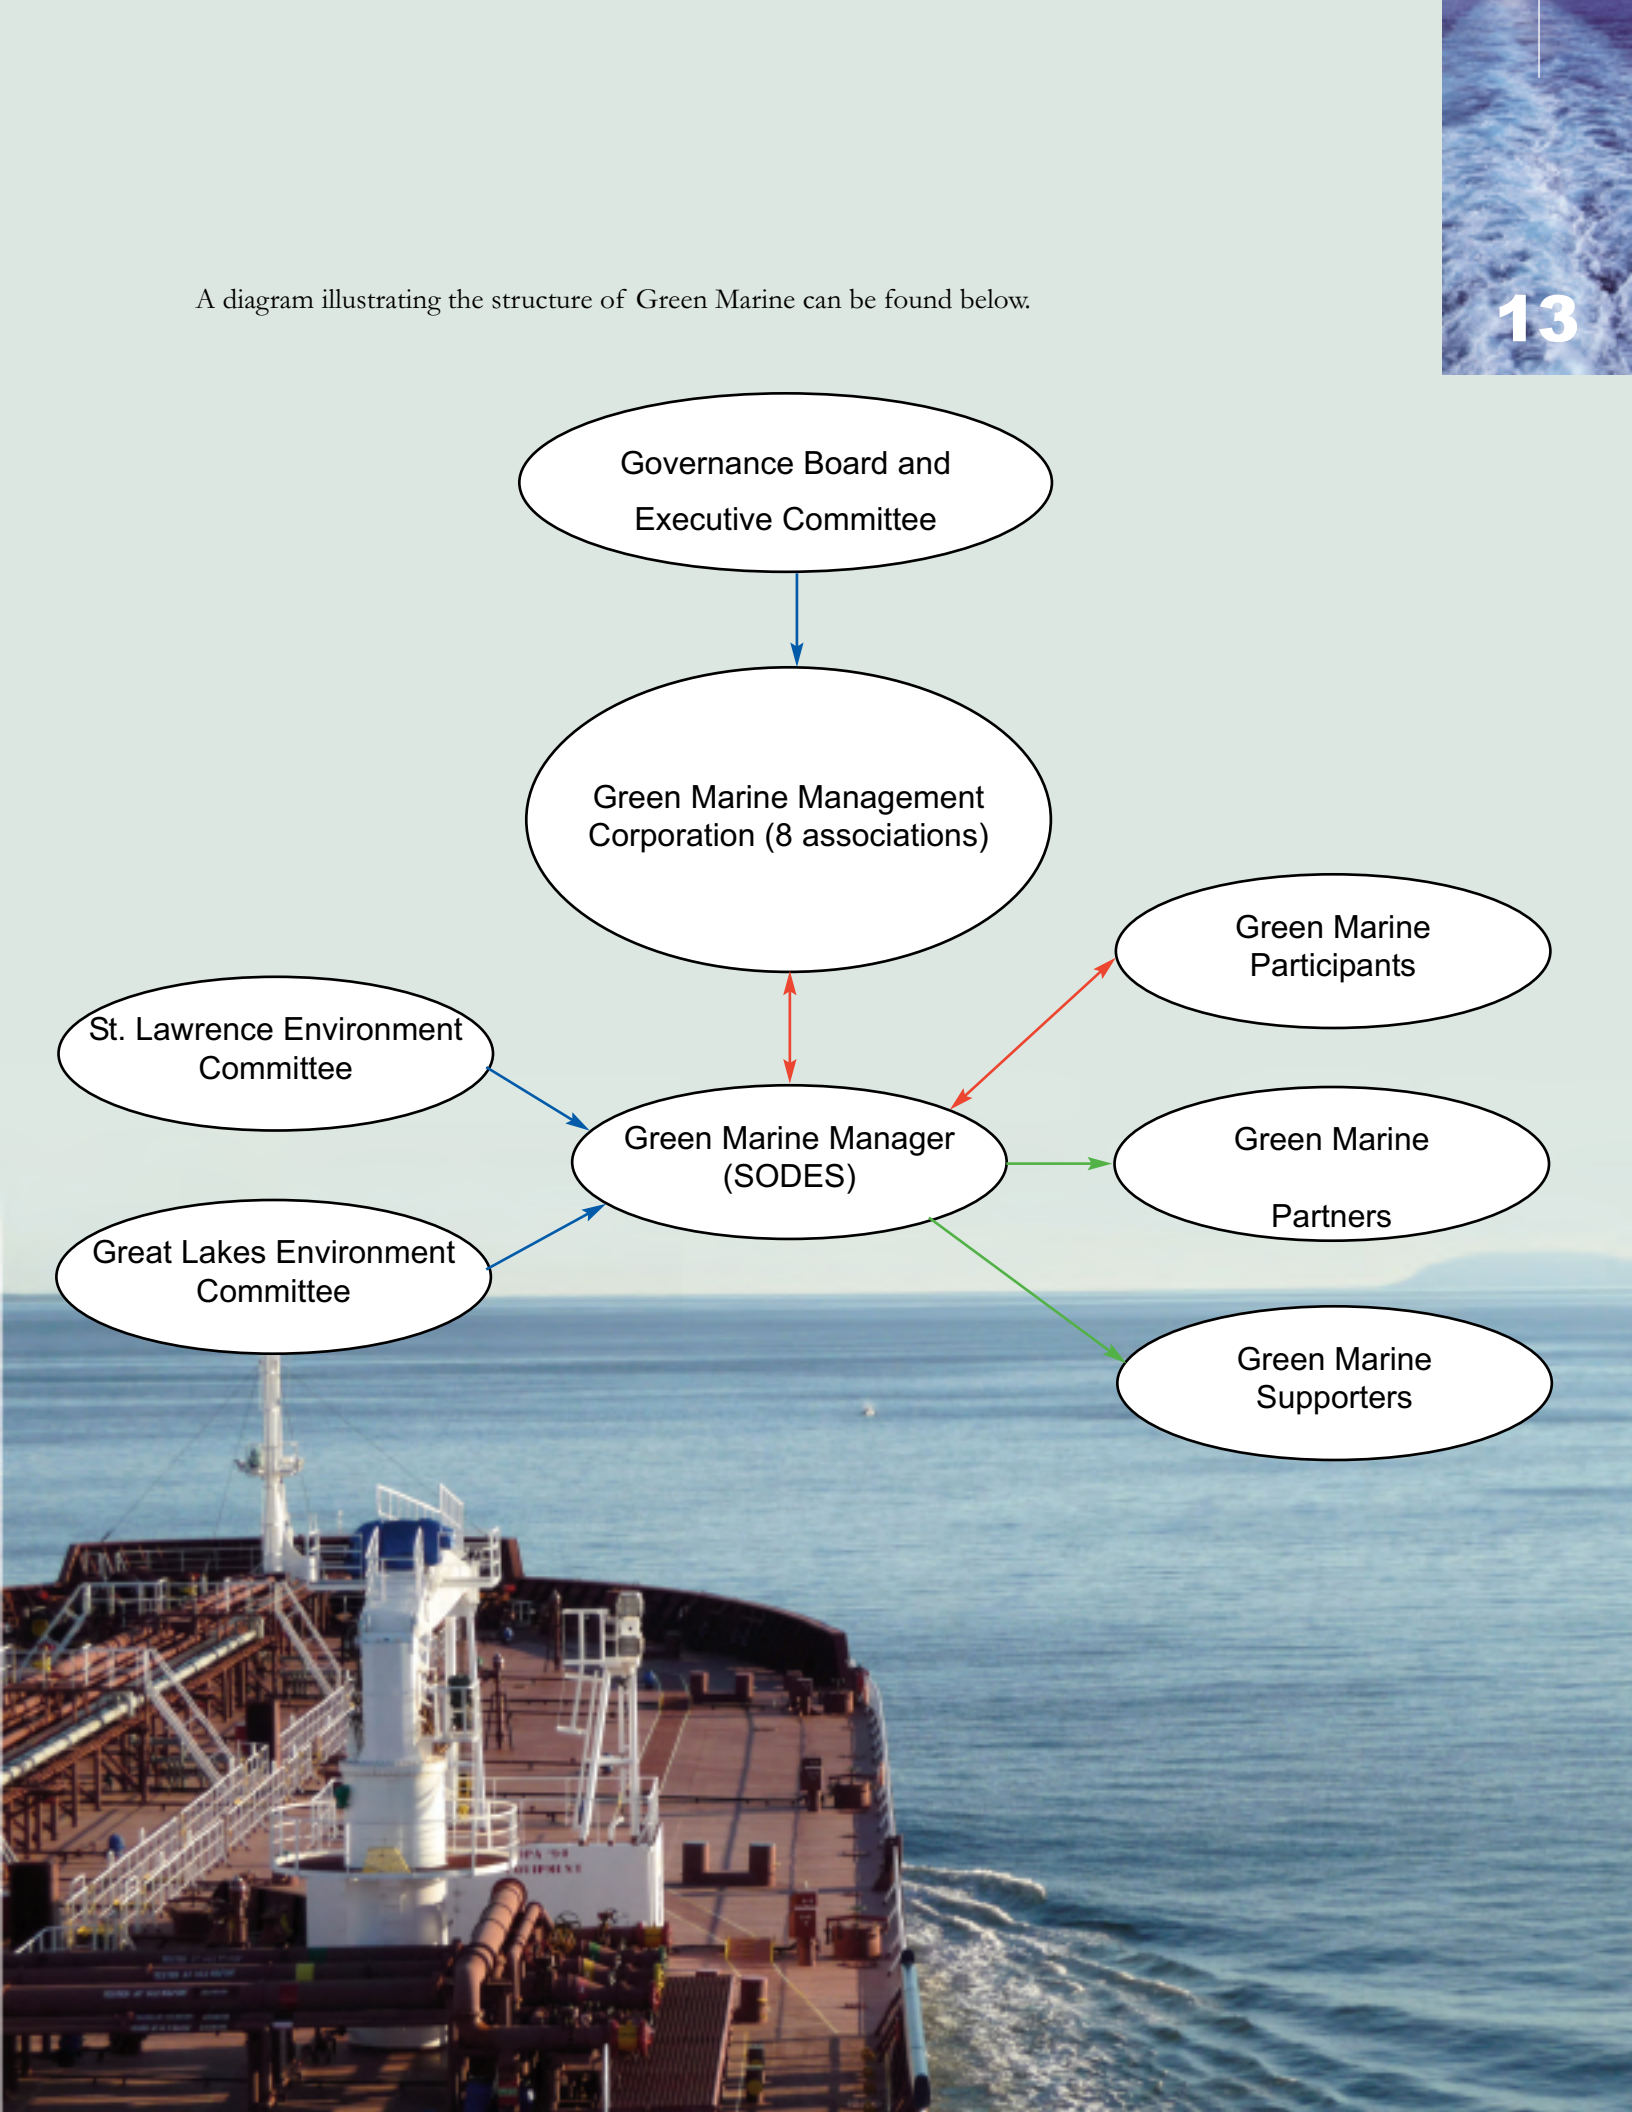 A diagram illustrating the structure of Green Marine can be found below.
13
Governance Board and
Executive Committee
Green Marine Management
Corporation (8 associations)
Green Marine
Participants
St. Lawrence Environment
Committee
Green Marine Manager
(SODES)
Green Marine
Partners
Great Lakes Environment
Committee
Green Marine
Supporters